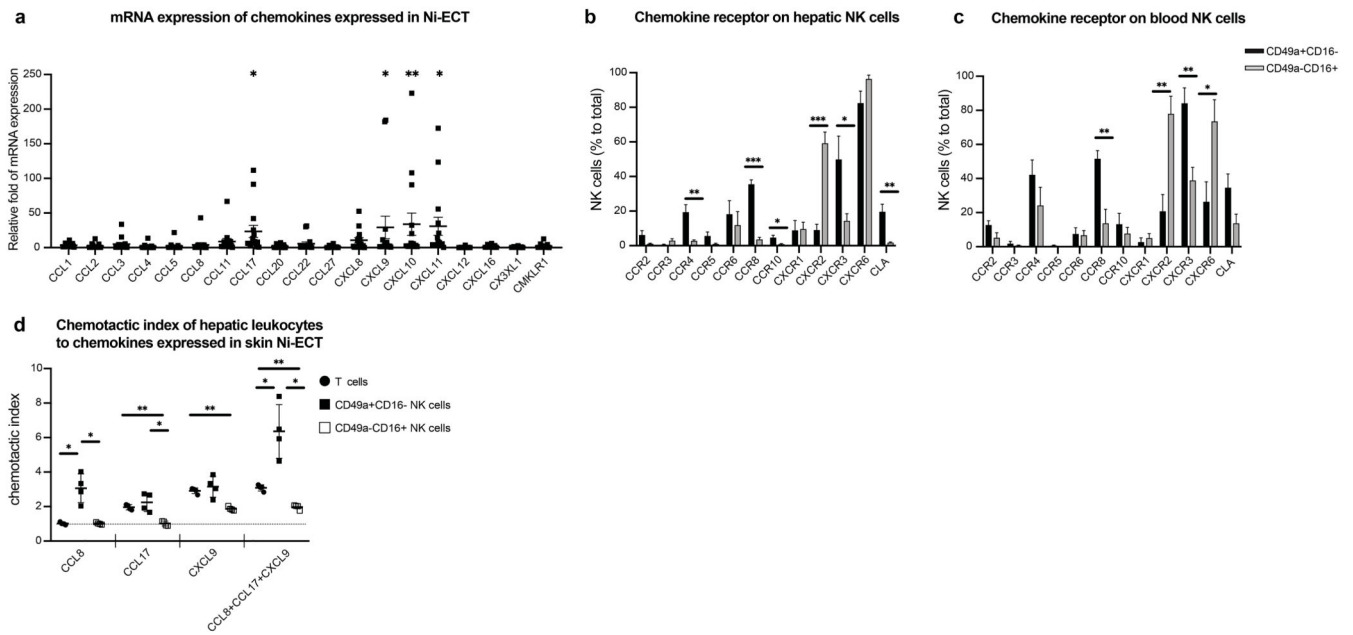 a
mRNA expression of chemokines expressed in Ni-ECT
Relative fold of mRNA expression
250
200
150
100
50
0
*
*
**
*
CCL1
CCL2
CCL3
CCL4
CCL5
CCL8
CCL11
CCL17
CCL20
CCL22
CCL27
CXCL8
CXCL9
CXCL10
CXCL11
CXCL12
CXCL16
CX3XL1
CMKLR1
b
Chemokine receptor on hepatic NK cells
NK cells (% to total)
100
80
60
40
20
0
**
***
*
***
*
**
CCR2
CCR3
CCR4
CCR5
CCR6
CCR8
CCR10
CXCR1
CXCR2
CXCR3
CXCR6
CLA
c
Chemokine receptor on blood NK cells
NK cells (% to total)
100
80
60
40
20
0
**
**
**
*
CCR2
CCR3
CCR4
CCR5
CCR6
CCR8
CCR10
CXCR1
CXCR2
CXCR3
CXCR6
CLA
CD49a+CD16-
CD49a-CD16+
d
Chemotactic index of hepatic leukocytes
to chemokines expressed in skin Ni-ECT
chemotactic index
10
8
6
4
2
0
*
*
**
*
**
**
*
*
CCL8
CCL17
CXCL9
CCL8+CCL17+CXCL9
T cells
CD49a+CD16- NK cells
CD49a-CD16+ NK cells